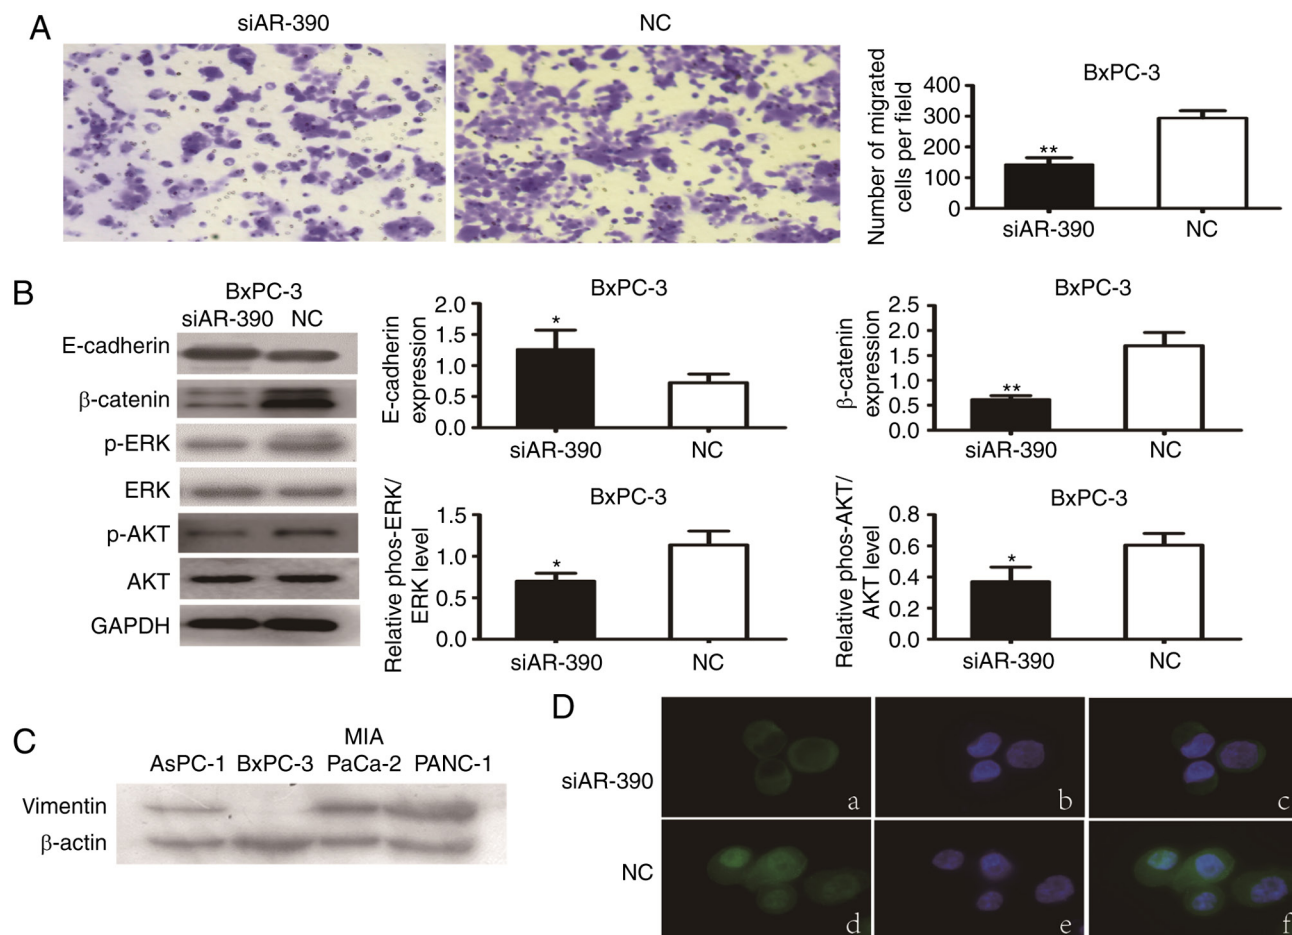 A
siAR-390
NC
BxPC-3
Number of migrated
cells per field
400
300
200
100
0
**
siAR-390
NC
B
BxPC-3
siAR-390 NC
E-cadherin
β-catenin
p-ERK
ERK
p-AKT
AKT
GAPDH
BxPC-3
E-cadherin
expression
2.0
1.5
1.0
0.5
0.0
*
siAR-390
NC
BxPC-3
β-catenin
expression
2.5
2.0
1.5
1.0
0.5
0.0
**
siAR-390
NC
BxPC-3
Relative phos-ERK/
ERK level
1.5
1.0
0.5
0.0
*
siAR-390
NC
BxPC-3
Relative phos-AKT/
AKT level
0.8
0.6
0.4
0.2
0.0
*
siAR-390
NC
C
MIA
AsPC-1 BxPC-3 PaCa-2 PANC-1
Vimentin
β-actin
D
siAR-390
a
b
c
NC
d
e
f